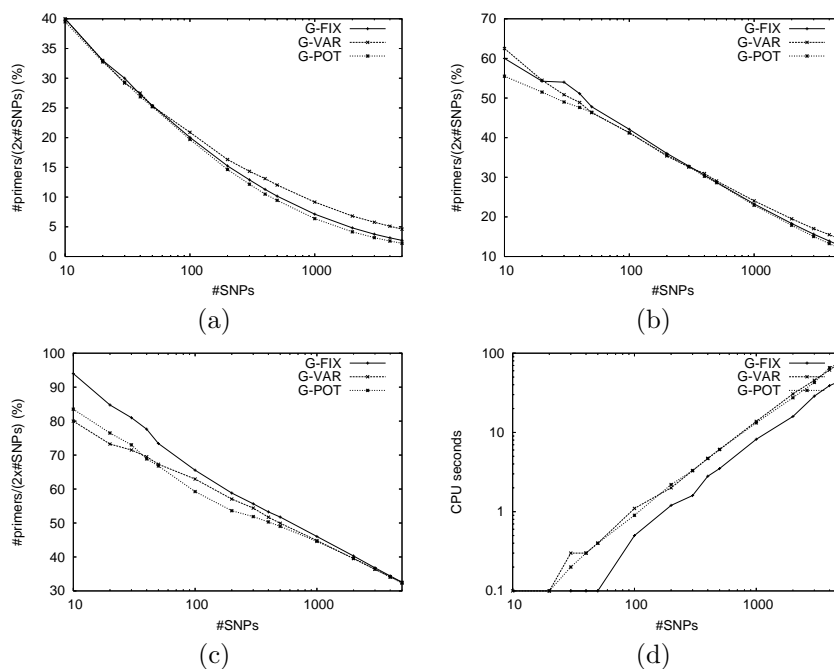 #primers/(2x#SNPs) (%)
40
35
30
25
20
15
10
5
0
10
100
1000
#SNPs
G-FIX
G-VAR
G-POT
(a)
#primers/(2x#SNPs) (%)
70
60
50
40
30
20
10
10
100
1000
#SNPs
G-FIX
G-VAR
G-POT
(b)
#primers/(2x#SNPs) (%)
100
90
80
70
60
50
40
30
10
100
1000
#SNPs
G-FIX
G-VAR
G-POT
(c)
CPU seconds
100
10
1
0.1
10
100
1000
#SNPs
G-FIX
G-VAR
G-POT
(d)